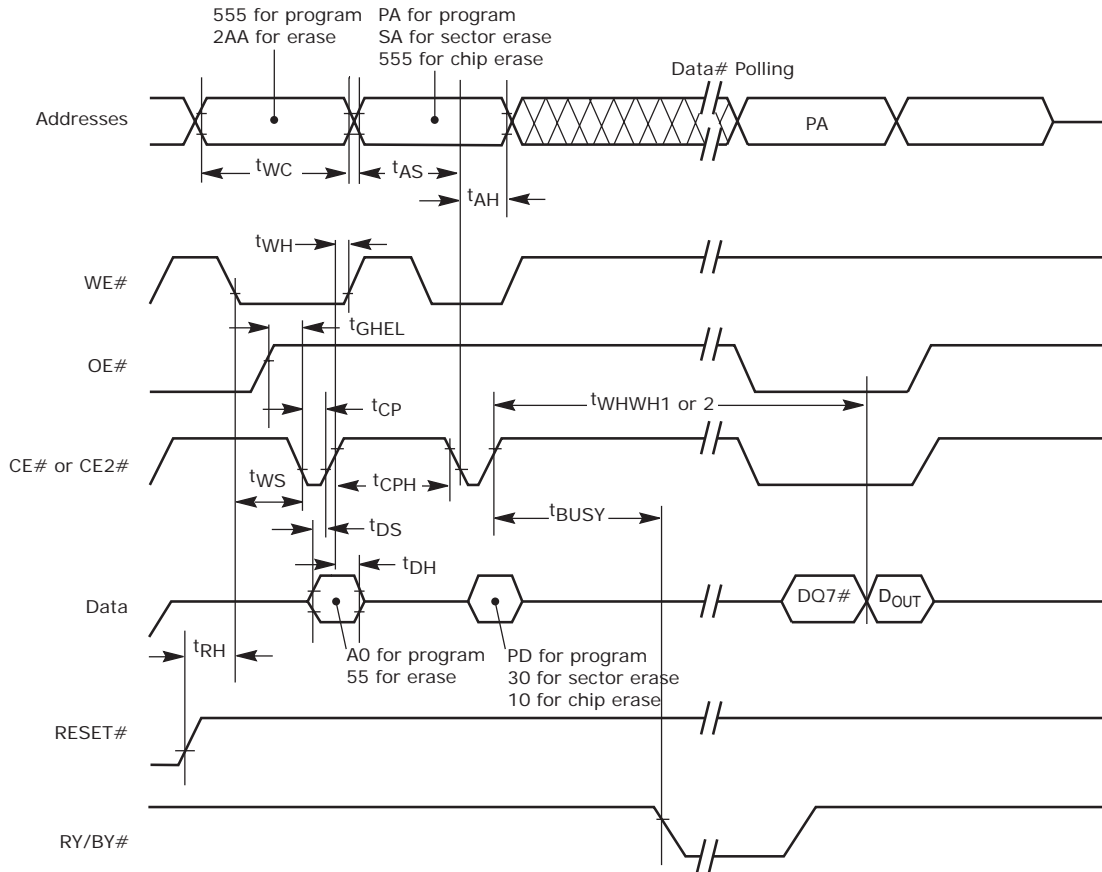 555 for program
2AA for erase
PA for program
SA for sector erase
555 for chip erase
Data# Polling
Addresses
PA
tWC
tAS
tAH
tWH
WE#
tGHEL
OE#
tWHWH1 or 2
tCP
CE# or CE2#
tWS
tCPH
tBUSY
tDS
tDH
Data
DQ7#
DOUT
tRH
A0 for program
55 for erase
PD for program
30 for sector erase
10 for chip erase
RESET#
RY/BY#